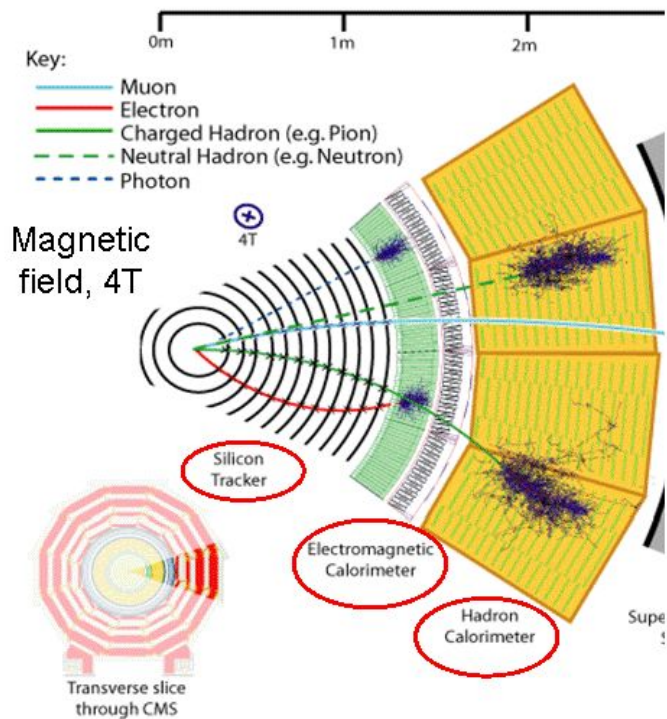 0m
1m
2m
Key:
Muon
Electron
Charged Hadron (e.g. Pion)
Neutral Hadron (e.g. Neutron)
Photon
4T
Magnetic
field, 4T
Silicon
Tracker
Electromagnetic
Calorimeter
Hadron
Calorimeter
Supe
S
Transverse slice
through CMS